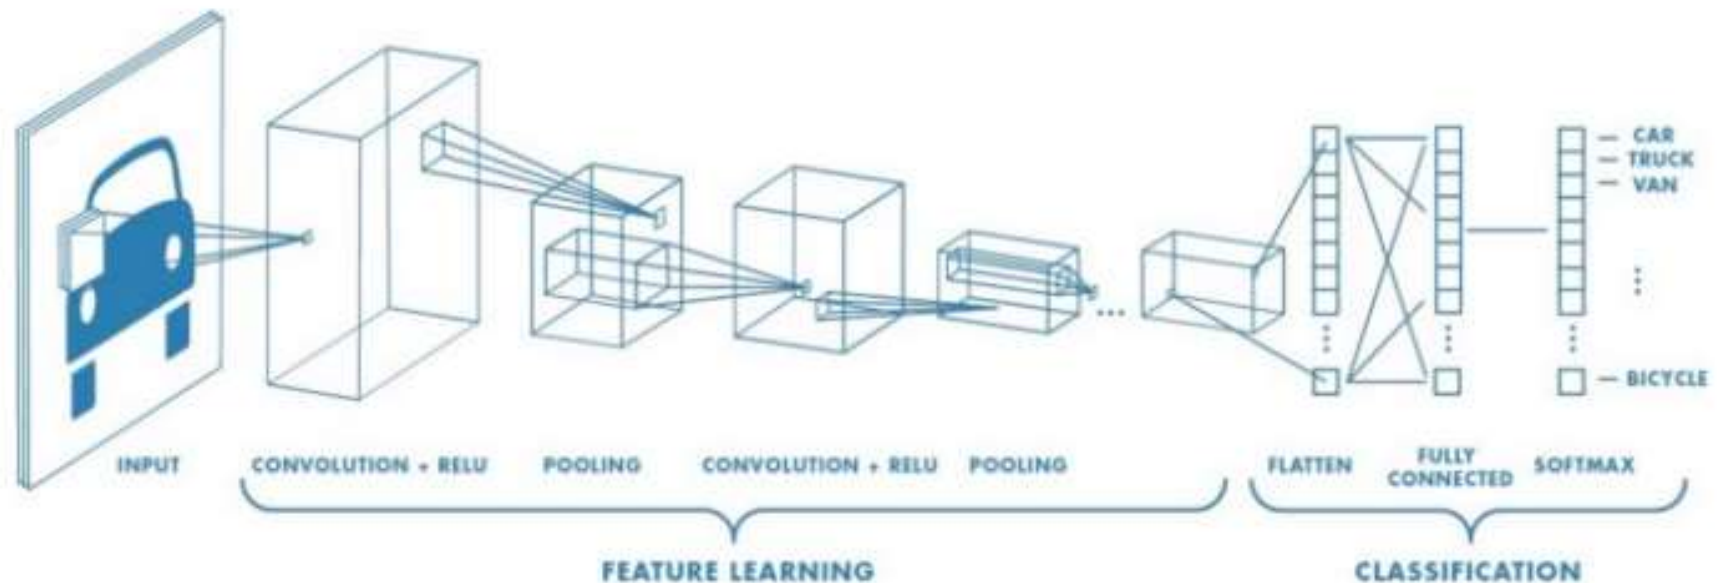 CAR
TRUCK
VAN
BICYCLE
INPUT
CONVOLUTION + RELU
POOLING
CONVOLUTION + RELU
POOLING
FLATTEN
FULLY
CONNECTED
SOFTMAX
FEATURE LEARNING
CLASSIFICATION